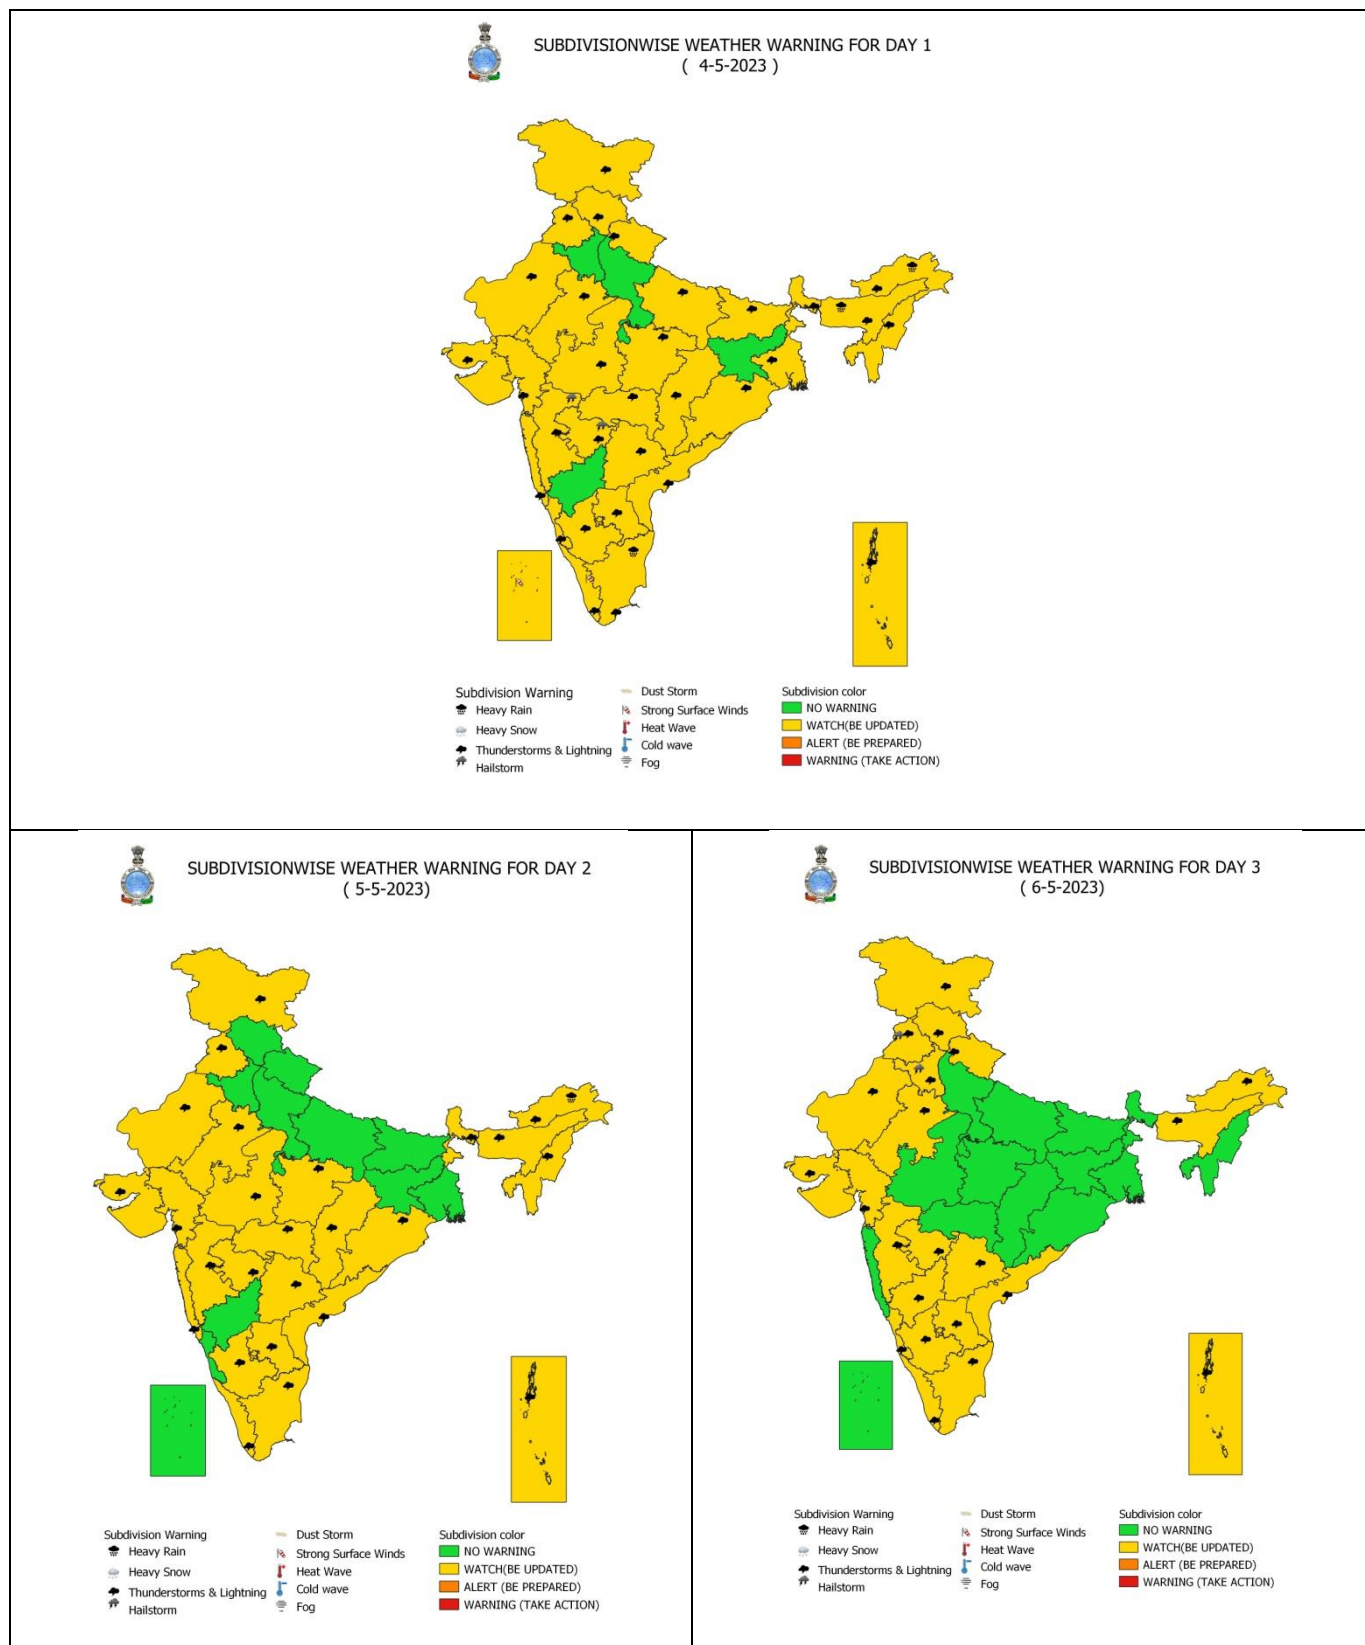 SUBDIVISIONWISE WEATHER WARNING FOR DAY 1
( 4-5-2023 )
Subdivision Warning
Heavy Rain
Heavy Snow
Thunderstorms & Lightning
Hailstorm
Dust Storm
Strong Surface Winds
Heat Wave
Cold wave
Fog
Subdivision color
NO WARNING
WATCH(BE UPDATED)
ALERT (BE PREPARED)
WARNING (TAKE ACTION)
SUBDIVISIONWISE WEATHER WARNING FOR DAY 2
( 5-5-2023)
Subdivision Warning
Heavy Rain
Heavy Snow
Thunderstorms & Lightning
Hailstorm
Dust Storm
Strong Surface Winds
Heat Wave
Cold wave
Fog
Subdivision color
NO WARNING
WATCH(BE UPDATED)
ALERT (BE PREPARED)
WARNING (TAKE ACTION)
SUBDIVISIONWISE WEATHER WARNING FOR DAY 3
( 6-5-2023)
Subdivision Warning
Heavy Rain
Heavy Snow
Thunderstorms & Lightning
Hailstorm
Dust Storm
Strong Surface Winds
Heat Wave
Cold wave
Fog
Subdivision color
NO WARNING
WATCH(BE UPDATED)
ALERT (BE PREPARED)
WARNING (TAKE ACTION)